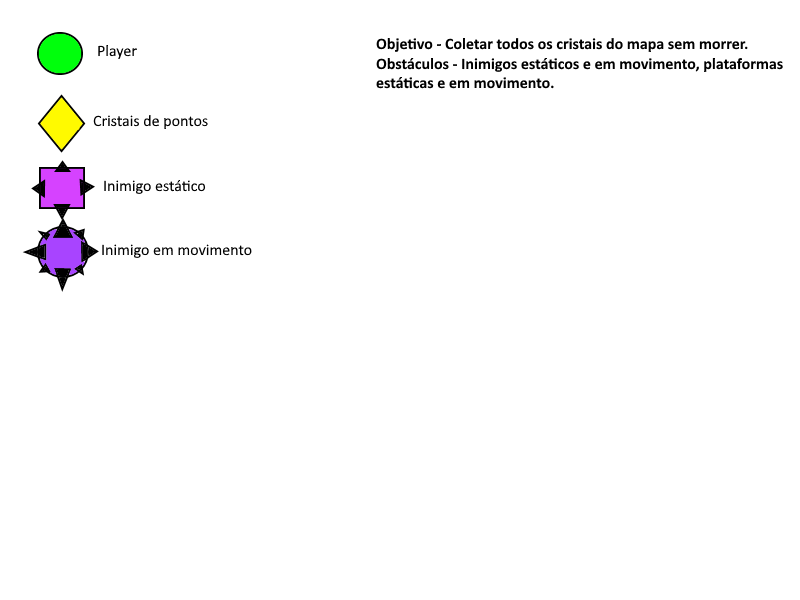 Player
Cristais de pontos
Inimigo estático
Inimigo em movimento
Objetivo - Coletar todos os cristais do mapa sem morrer.
Obstáculos - Inimigos estáticos e em movimento, plataformas
estáticas e em movimento.